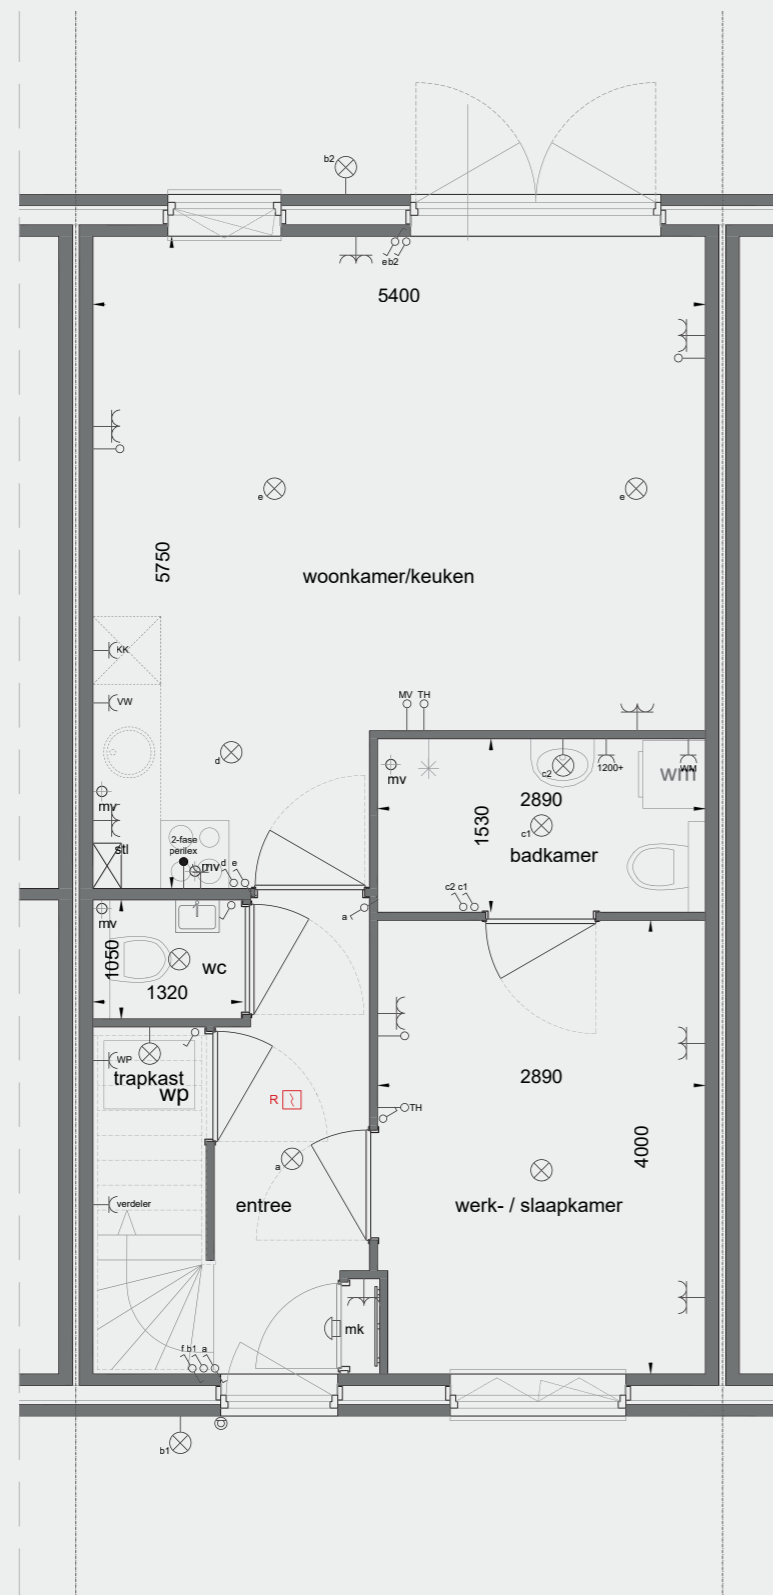 b2
e b2
5400
e
e
5750
woonkamer/keuken
KK
VW
MV TH
d
mv
c2
1200+
wm
WM
2890
1530
c1
badkamer
mv
stl
2-fase
perilex
mv
d e
c2 c1
a
mv
1050
wc
1320
WP
trapkast
wp
R
2890
TH
a
4000
verdeler
entree
werk- / slaapkamer
mk
f b1 a
b1